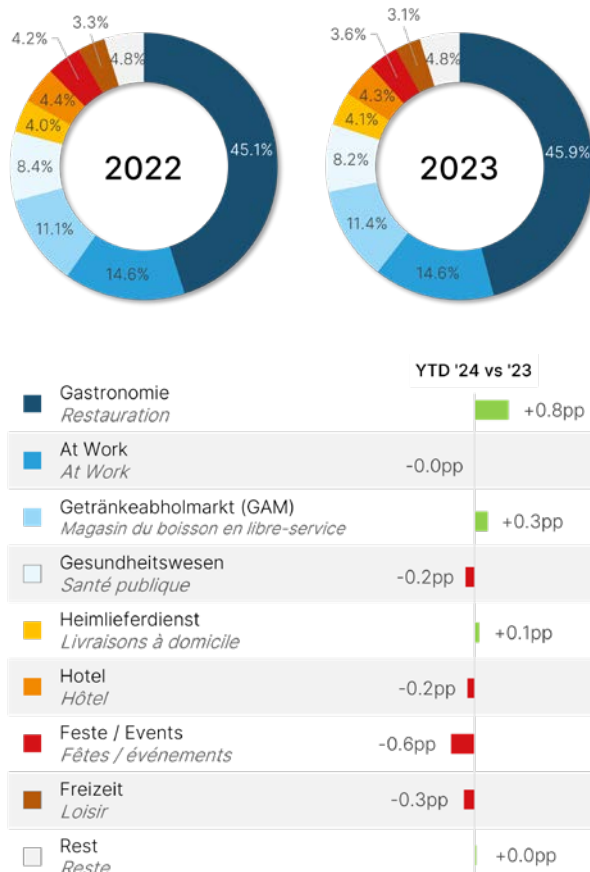 3.3%
4.2%
4.8%
4.4%
4.0%
45.1%
8.4%
2022
11.1%
14.6%
3.1%
3.6%
4.8%
4.3%
4.1%
45.9%
8.2%
2023
11.4%
14.6%
YTD '24 vs '23
Gastronomie
Restauration
+0.8pp
At Work
At Work
-0.0pp
Getränkeabholmarkt (GAM)
Magasin du boisson en libre-service
+0.3pp
Gesundheitswesen
Santé publique
-0.2pp
Heimlieferdienst
Livraisons à domicile
+0.1pp
Hotel
Hôtel
-0.2pp
Feste / Events
Fêtes / événements
-0.6pp
Freizeit
Loisir
-0.3pp
Rest
Reste
+0.0pp